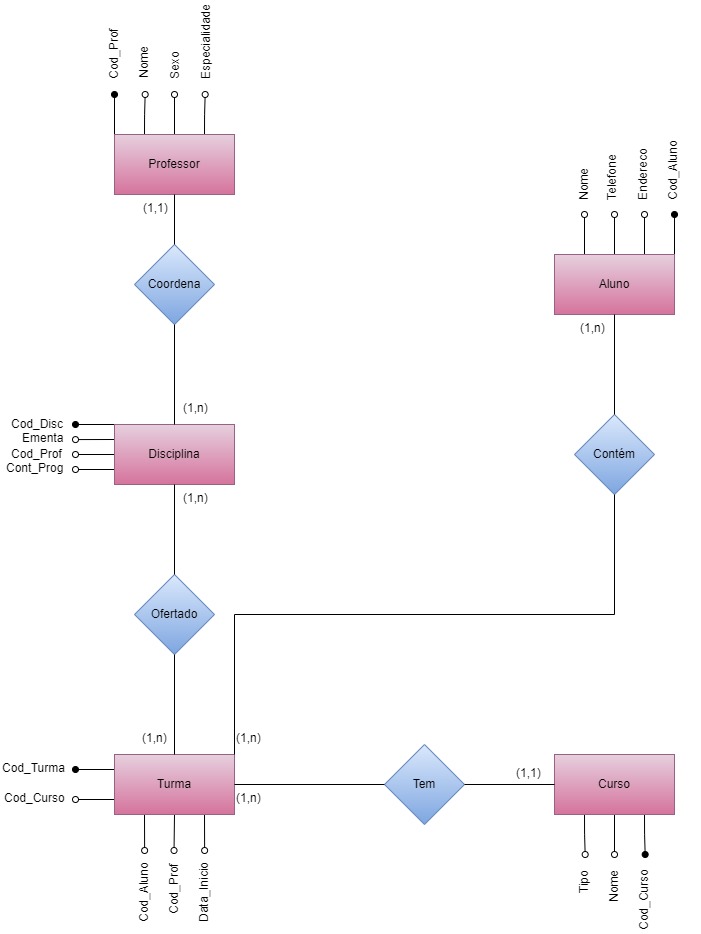 Cod_Prof
Nome
Sexo
Especialidade
Professor
(1,1)
Coordena
(1,n)
Cod_Disc
Ementa
Cod_Prof
Cont_Prog
Disciplina
(1,n)
Ofertado
(1,n)
Nome
Telefone
Endereco
Cod_Aluno
Aluno
(1,n)
Contém
(1,n)
Cod_Turma
Cod_Curso
Turma
(1,n)
Cod_Aluno
Cod_Prof
Data_Inicio
Tem
(1,1)
Curso
Tipo
Nome
Cod_Curso